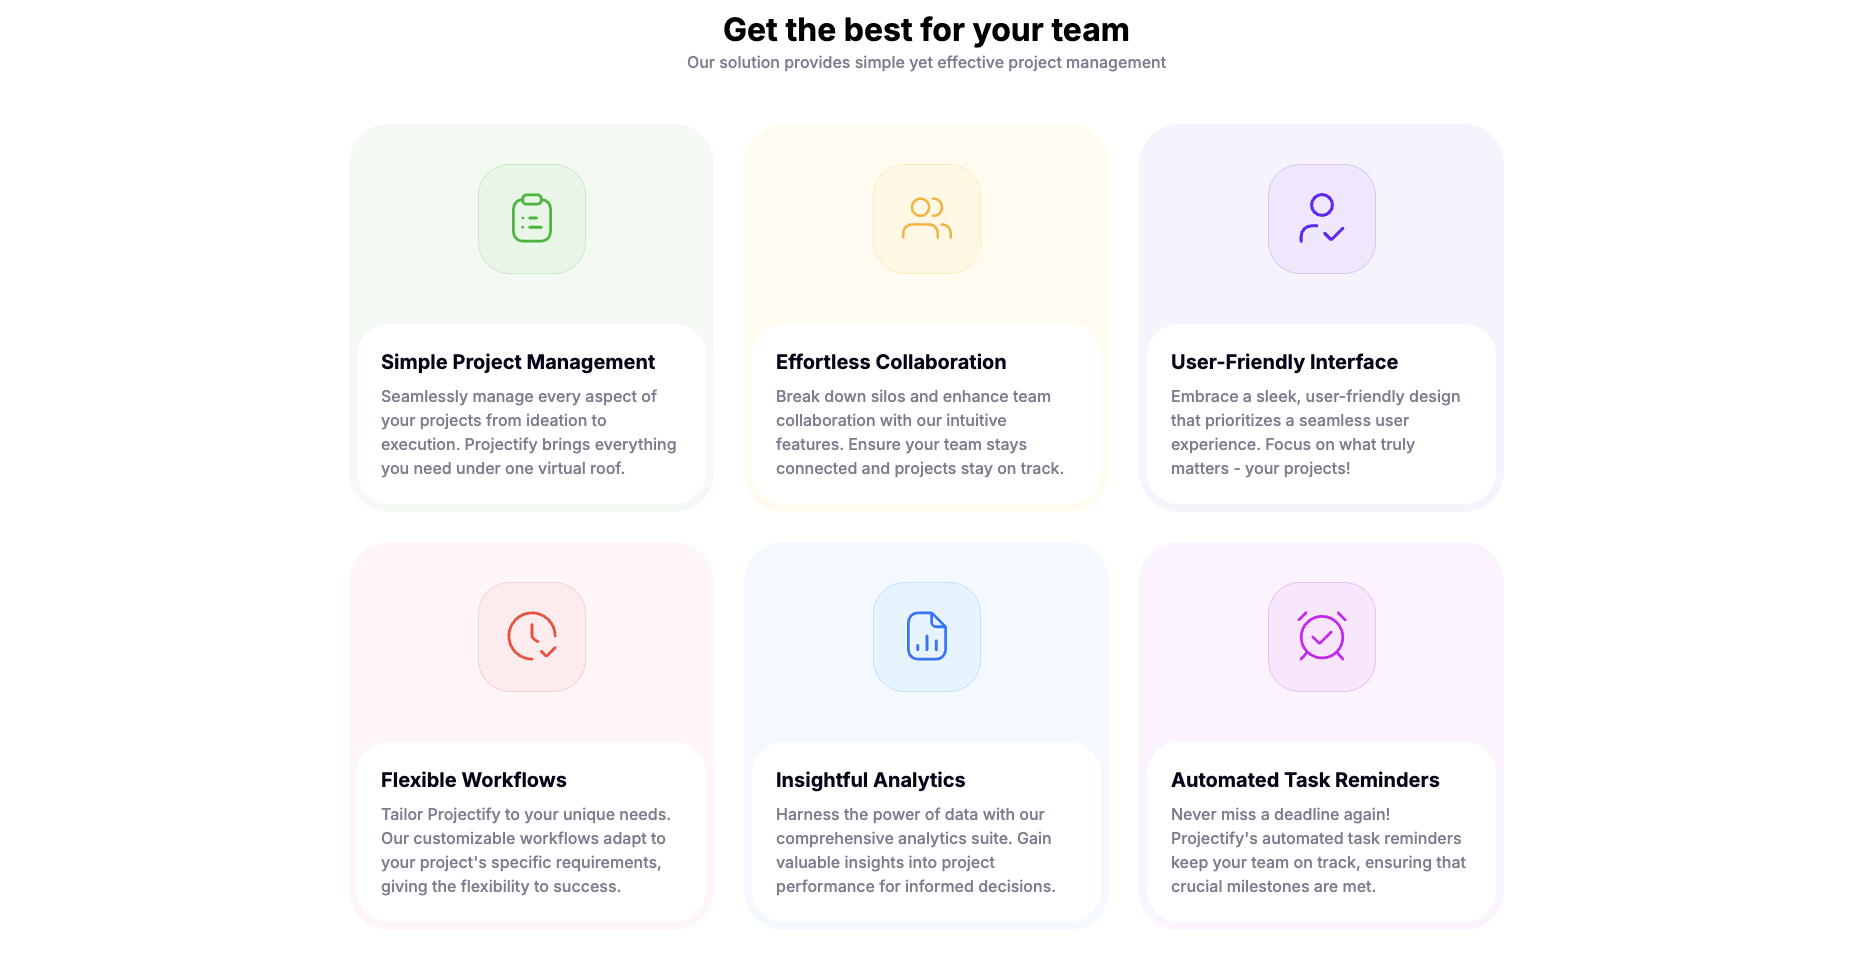 Get the best for your team
Our solution provides simple yet effective project management
Simple Project Management
Seamlessly manage every aspect of
your projects from ideation to
execution. Projectify brings everything
you need under one virtual roof.
Effortless Collaboration
Break down silos and enhance team
collaboration with our intuitive
features. Ensure your team stays
connected and projects stay on track.
User-Friendly Interface
Embrace a sleek, user-friendly design
that prioritizes a seamless user
experience. Focus on what truly
matters - your projects!
Flexible Workflows
Tailor Projectify to your unique needs.
Our customizable workflows adapt to
your project's specific requirements,
giving the flexibility to success.
Insightful Analytics
Harness the power of data with our
comprehensive analytics suite. Gain
valuable insights into project
performance for informed decisions.
Automated Task Reminders
Never miss a deadline again!
Projectify's automated task reminders
keep your team on track, ensuring that
crucial milestones are met.